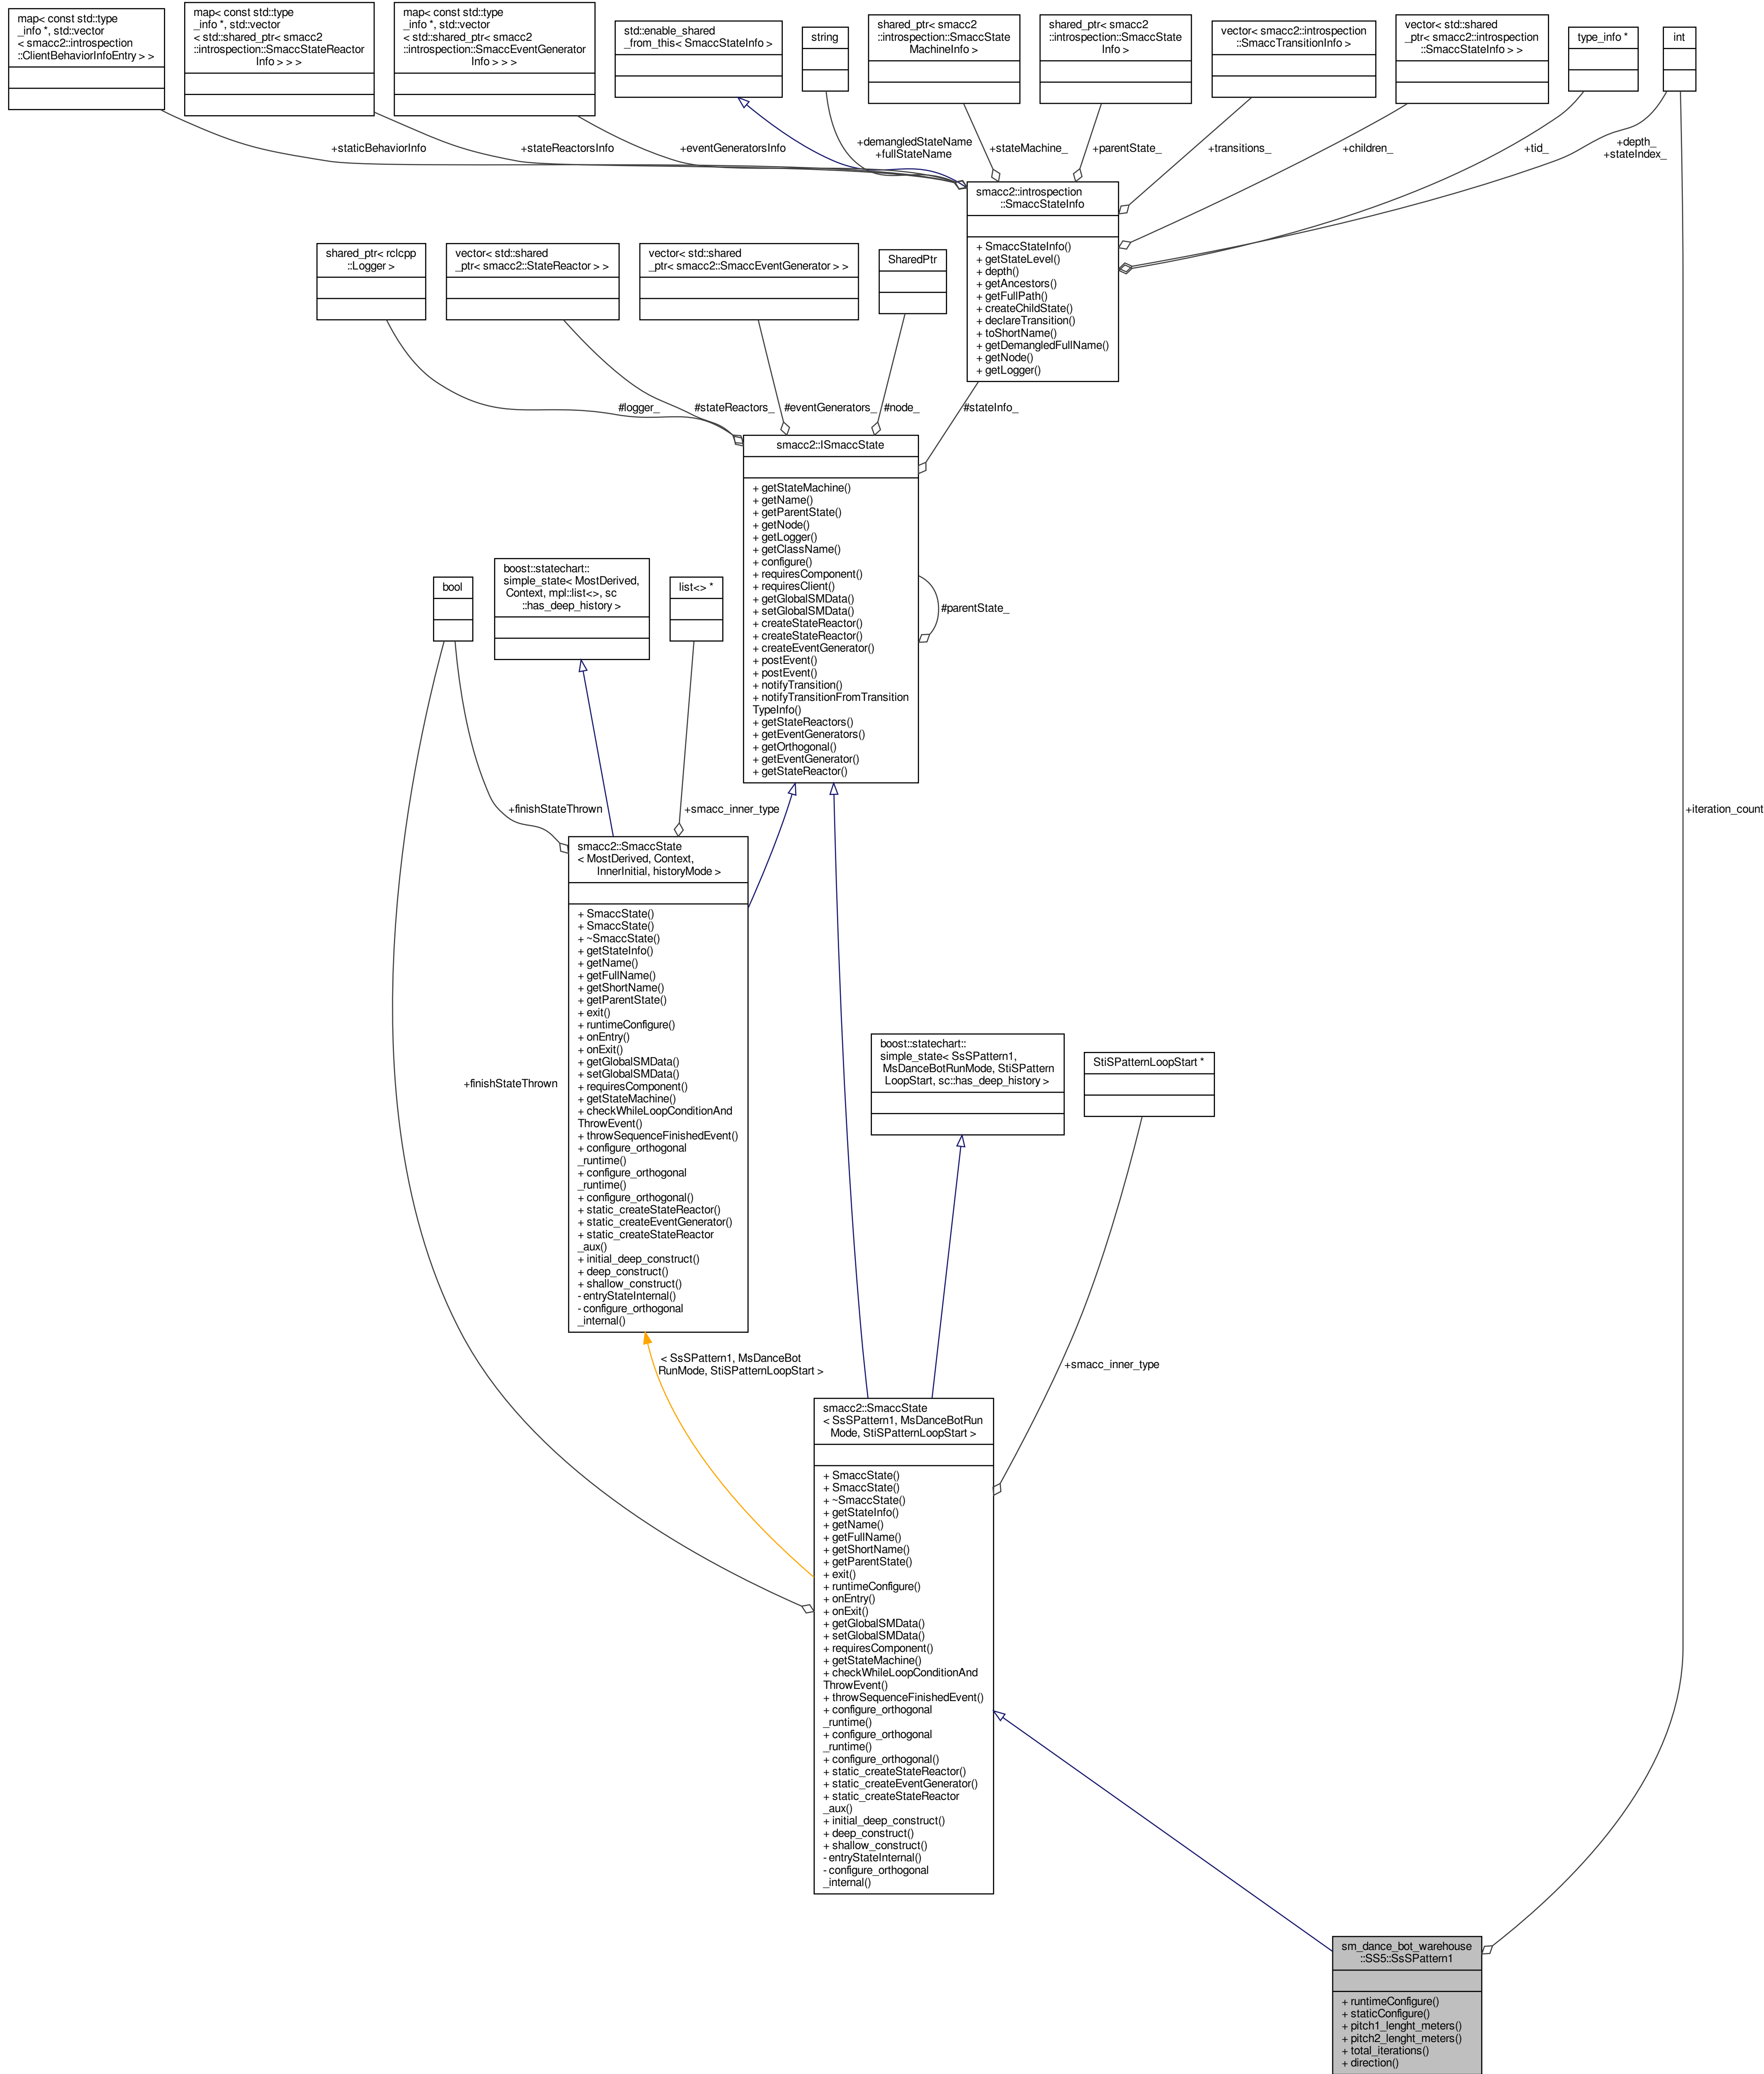 map< const std::type
_info *, std::vector
< smacc2::introspection
::ClientBehaviorInfoEntry > >
map< const std::type
_info *, std::vector
< std::shared_ptr< smacc2
::introspection::SmaccStateReactor
Info > > >
map< const std::type
_info *, std::vector
< std::shared_ptr< smacc2
::introspection::SmaccEventGenerator
Info > > >
std::enable_shared
_from_this< SmaccStateInfo >
string
shared_ptr< smacc2
::introspection::SmaccState
MachineInfo >
shared_ptr< smacc2
::introspection::SmaccState
Info >
vector< smacc2::introspection
::SmaccTransitionInfo >
vector< std::shared
_ptr< smacc2::introspection
::SmaccStateInfo > >
type_info *
int
+staticBehaviorInfo
+stateReactorsInfo
+eventGeneratorsInfo
+demangledStateName
+fullStateName
+stateMachine_
+parentState_
+transitions_
+children_
+tid_
+depth_
+stateIndex_
smacc2::introspection
::SmaccStateInfo
+ SmaccStateInfo()
+ getStateLevel()
+ depth()
+ getAncestors()
+ getFullPath()
+ createChildState()
+ declareTransition()
+ toShortName()
+ getDemangledFullName()
+ getNode()
+ getLogger()
shared_ptr< rclcpp
::Logger >
vector< std::shared
_ptr< smacc2::StateReactor > >
vector< std::shared
_ptr< smacc2::SmaccEventGenerator > >
SharedPtr
#logger_
#stateReactors_
#eventGenerators_
#node_
#stateInfo_
smacc2::ISmaccState
+ getStateMachine()
+ getName()
+ getParentState()
+ getNode()
+ getLogger()
+ getClassName()
+ configure()
+ requiresComponent()
+ requiresClient()
+ getGlobalSMData()
+ setGlobalSMData()
+ createStateReactor()
+ createStateReactor()
+ createEventGenerator()
+ postEvent()
+ postEvent()
+ notifyTransition()
+ notifyTransitionFromTransition
TypeInfo()
+ getStateReactors()
+ getEventGenerators()
+ getOrthogonal()
+ getEventGenerator()
+ getStateReactor()
#parentState_
bool
boost::statechart::
simple_state< MostDerived,
Context, mpl::list<>, sc
::has_deep_history >
list<> *
+finishStateThrown
+smacc_inner_type
+iteration_count
smacc2::SmaccState
< MostDerived, Context,
InnerInitial, historyMode >
+ SmaccState()
+ SmaccState()
+ ~SmaccState()
+ getStateInfo()
+ getName()
+ getFullName()
+ getShortName()
+ getParentState()
+ exit()
+ runtimeConfigure()
+ onEntry()
+ onExit()
+ getGlobalSMData()
+ setGlobalSMData()
+ requiresComponent()
+ getStateMachine()
+ checkWhileLoopConditionAnd
ThrowEvent()
+ throwSequenceFinishedEvent()
+ configure_orthogonal
_runtime()
+ configure_orthogonal
_runtime()
+ configure_orthogonal()
+ static_createStateReactor()
+ static_createEventGenerator()
+ static_createStateReactor
_aux()
+ initial_deep_construct()
+ deep_construct()
+ shallow_construct()
- entryStateInternal()
- configure_orthogonal
_internal()
+finishStateThrown
boost::statechart::
simple_state< SsSPattern1,
MsDanceBotRunMode, StiSPattern
LoopStart, sc::has_deep_history >
StiSPatternLoopStart *
< SsSPattern1, MsDanceBot
RunMode, StiSPatternLoopStart >
+smacc_inner_type
smacc2::SmaccState
< SsSPattern1, MsDanceBotRun
Mode, StiSPatternLoopStart >
+ SmaccState()
+ SmaccState()
+ ~SmaccState()
+ getStateInfo()
+ getName()
+ getFullName()
+ getShortName()
+ getParentState()
+ exit()
+ runtimeConfigure()
+ onEntry()
+ onExit()
+ getGlobalSMData()
+ setGlobalSMData()
+ requiresComponent()
+ getStateMachine()
+ checkWhileLoopConditionAnd
ThrowEvent()
+ throwSequenceFinishedEvent()
+ configure_orthogonal
_runtime()
+ configure_orthogonal
_runtime()
+ configure_orthogonal()
+ static_createStateReactor()
+ static_createEventGenerator()
+ static_createStateReactor
_aux()
+ initial_deep_construct()
+ deep_construct()
+ shallow_construct()
- entryStateInternal()
- configure_orthogonal
_internal()
sm_dance_bot_warehouse
::SS5::SsSPattern1
+ runtimeConfigure()
+ staticConfigure()
+ pitch1_lenght_meters()
+ pitch2_lenght_meters()
+ total_iterations()
+ direction()